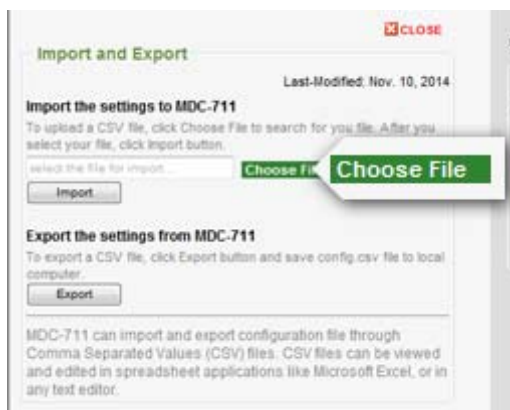 CLOSE
Import and Export
Last-Modified: Nov. 10, 2014
Import the settings to MDC-711
To upload a CSV file, click Choose File to search for you file. After you
select your file, click Import button.
select the file for import... Choose Fi Choose File
Import
Export the settings from MDC-711
To export a CSV file, click Export button and save config.csv file to local
computer.
Export
MDC-711 can import and export configuration file through
Comma Separated Values (CSV) files. CSV files can be viewed
and edited in spreadsheet applications like Microsoft Excel, or in
any text editor.